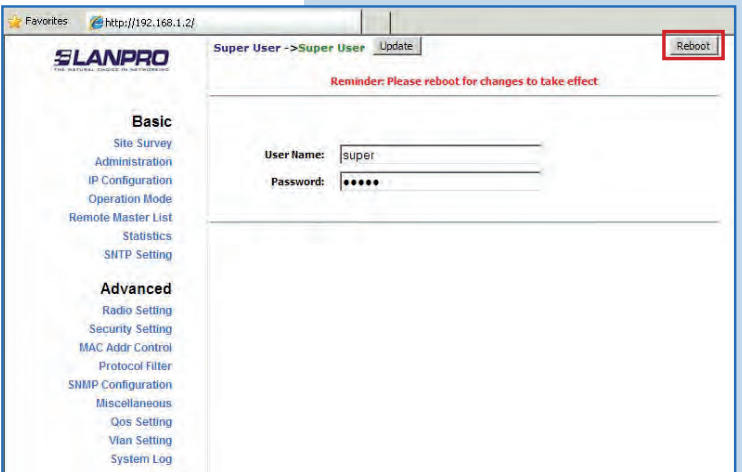 Favorites http://192.168.1.2/
SLANPRO
THE NATURAL CHOICE IN NETWORKING
Super User ->Super User Update Reboot
Reminder: Please reboot for changes to take effect
Basic
Site Survey
Administration
IP Configuration
Operation Mode
Remote Master List
Statistics
SNTP Setting
User Name: super
Password: •••••
Advanced
Radio Setting
Security Setting
MAC Addr Control
Protocol Filter
SNMP Configuration
Miscellaneous
Qos Setting
Vlan Setting
System Log